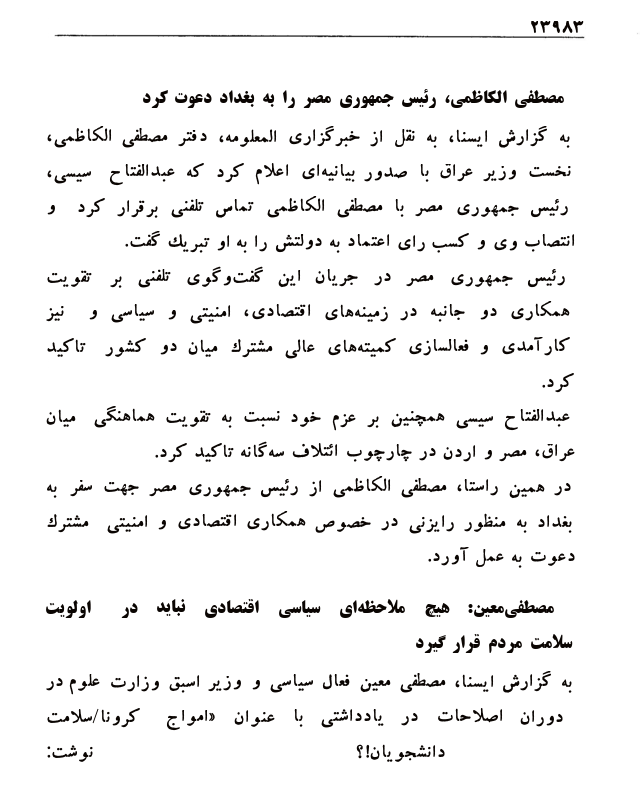 ۲۳۹۸۳
مصطفی الکاظمی، رئیس جمهوری مصر را به بغداد دعوت کرد
به گزارش ایسنا، به نقل از خبرگزاری المعلومه، دفتر مصطفی الکاظمی،
نخست وزیر عراق با صدور بیانیه‌ای اعلام کرد که عبدالفتاح سیسی،
رئیس جمهوری مصر با مصطفی الکاظمی تماس تلفنی برقرار کرد و
انتصاب وی و کسب رای اعتماد به دولتش را به او تبریك گفت.
رئیس جمهوری مصر در جریان این گفت‌وگوی تلفنی بر تقویت
همکاری دو جانبه در زمینه‌های اقتصادی، امنیتی و سیاسی و نیز
کارآمدی و فعالسازی کمیته‌های عالی مشترك میان دو کشور تاکید
کرد.
عبدالفتاح سیسی همچنین بر عزم خود نسبت به تقویت هماهنگی میان
عراق، مصر و اردن در چارچوب ائتلاف سه‌گانه تاکید کرد.
در همین راستا، مصطفی الکاظمی از رئیس جمهوری مصر جهت سفر به
بغداد به منظور رایزنی در خصوص همکاری اقتصادی و امنیتی مشترك
دعوت به عمل آورد.
مصطفی‌معین: هیچ ملاحظه‌ای سیاسی اقتصادی نباید در اولویت
سلامت مردم قرار گیرد
به گزارش ایسنا، مصطفی معین فعال سیاسی و وزیر اسبق وزارت علوم در
دوران اصلاحات در یادداشتی با عنوان «امواج کرونا/سلامت
دانشجویان!؟ نوشت: